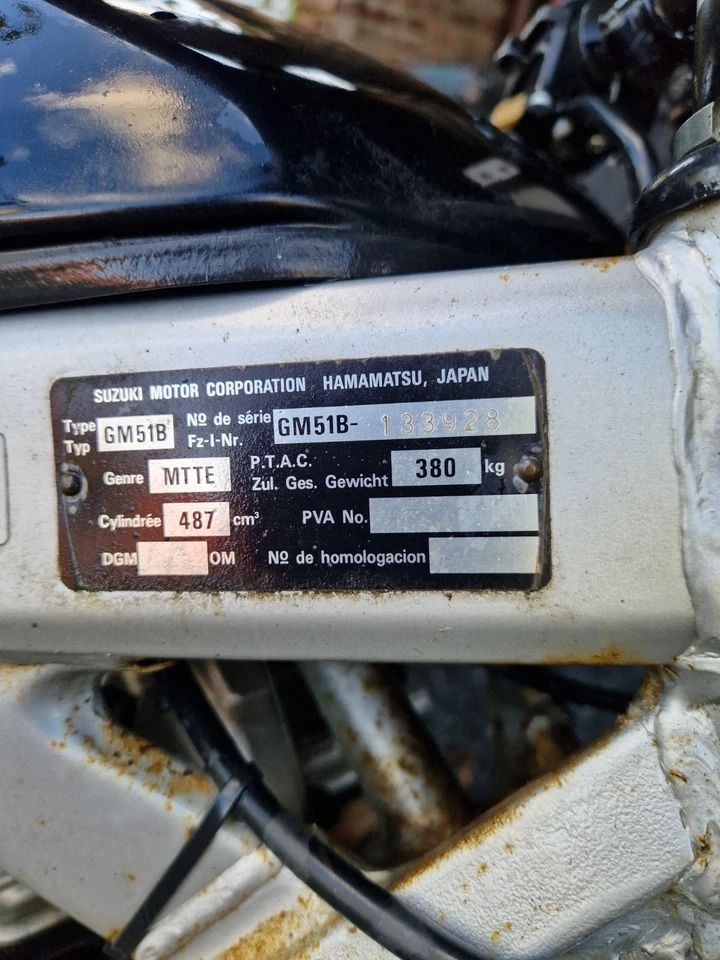 SUZUKI MOTOR CORPORATION HAMAMATSU, JAPAN
Type Typ GM51B Nº de série Fz-I-Nr. GM51B- 133928
Genre MTTE P.T.A.C. Zül. Ges. Gewicht 380 kg
Cylindrée 487 cm³ PVA No.
DGM OM Nº de homologacion